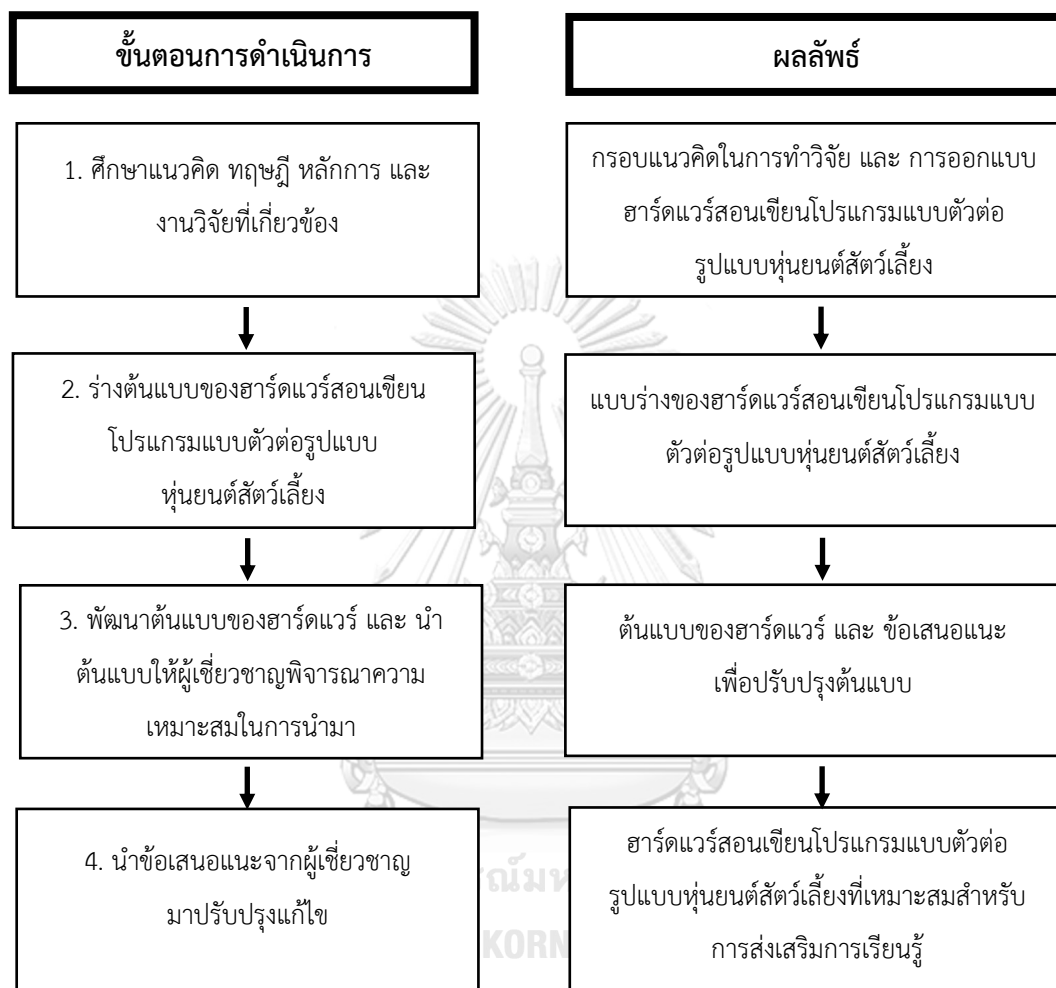 ขั้นตอนการดำเนินการ
ผลลัพธ์
1. ศึกษาแนวคิด ทฤษฎี หลักการ และ
งานวิจัยที่เกี่ยวข้อง
กรอบแนวคิดในการทำวิจัย และ การออกแบบ
ฮาร์ดแวร์สอนเขียนโปรแกรมแบบตัวต่อ
รูปแบบหุ่นยนต์สัตว์เลี้ยง
2. ร่างต้นแบบของฮาร์ดแวร์สอนเขียน
โปรแกรมแบบตัวต่อรูปแบบ
หุ่นยนต์สัตว์เลี้ยง
แบบร่างของฮาร์ดแวร์สอนเขียนโปรแกรมแบบ
ตัวต่อรูปแบบหุ่นยนต์สัตว์เลี้ยง
3. พัฒนาต้นแบบของฮาร์ดแวร์ และ นำ
ต้นแบบให้ผู้เชี่ยวชาญพิจารณาความ
เหมาะสมในการนำมา
ต้นแบบของฮาร์ดแวร์ และ ข้อเสนอแนะ
เพื่อปรับปรุงต้นแบบ
4. นำข้อเสนอแนะจากผู้เชี่ยวชาญ
มาปรับปรุงแก้ไข
ฮาร์ดแวร์สอนเขียนโปรแกรมแบบตัวต่อ
รูปแบบหุ่นยนต์สัตว์เลี้ยงที่เหมาะสมสำหรับ
การส่งเสริมการเรียนรู้
KORN